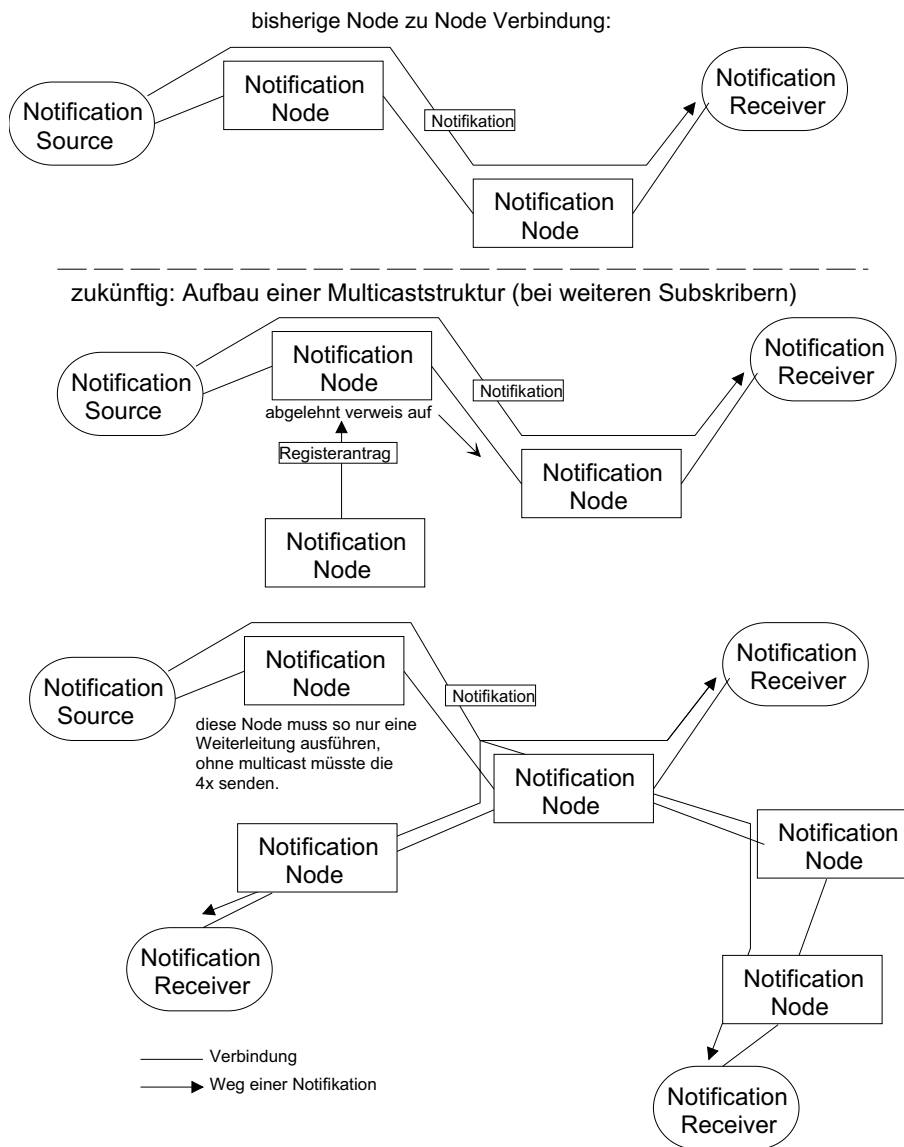 bisherige Node zu Node Verbindung:
Notification
Source
Notification
Node
Notifikation
Notification
Node
Notification
Receiver
zukünftig: Aufbau einer Multicaststruktur (bei weiteren Subskribern)
Notification
Source
Notification
Node
abgelehnt verweis auf
Registerantrag
Notification
Node
Notifikation
Notification
Node
Notification
Receiver
Notification
Source
Notification
Node
diese Node muss so nur eine
Weiterleitung ausführen,
ohne multicast müsste die
4x senden.
Notifikation
Notification
Receiver
Notification
Node
Notification
Node
Notification
Receiver
Notification
Node
Notification
Node
Notification
Receiver
Verbindung
Weg einer Notifikation